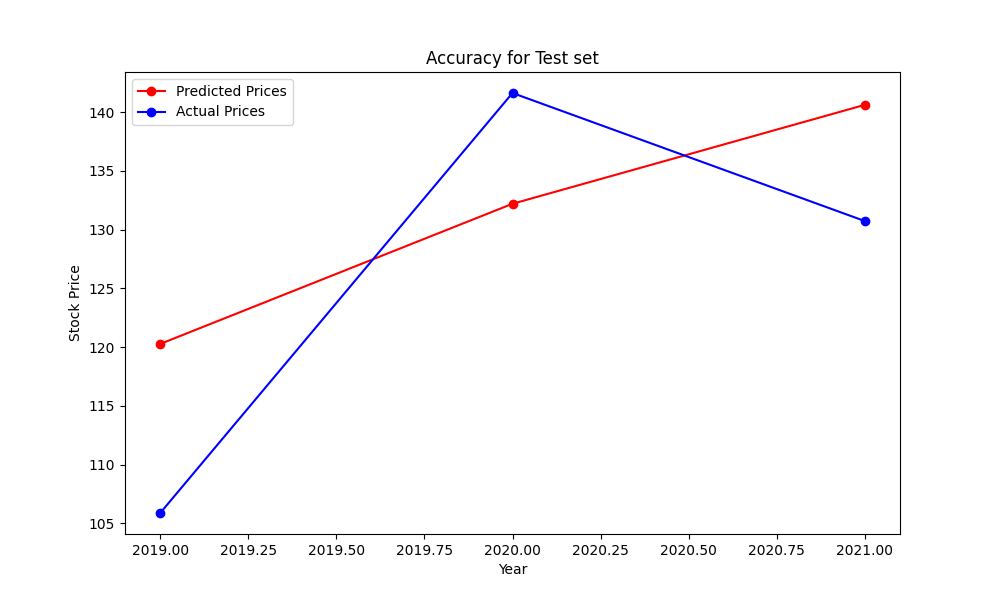 Accuracy for Test set
Predicted Prices
Actual Prices
140
135
130
125
120
115
110
105
Stock Price
2019.00 2019.25 2019.50 2019.75 2020.00 2020.25 2020.50 2020.75 2021.00
Year